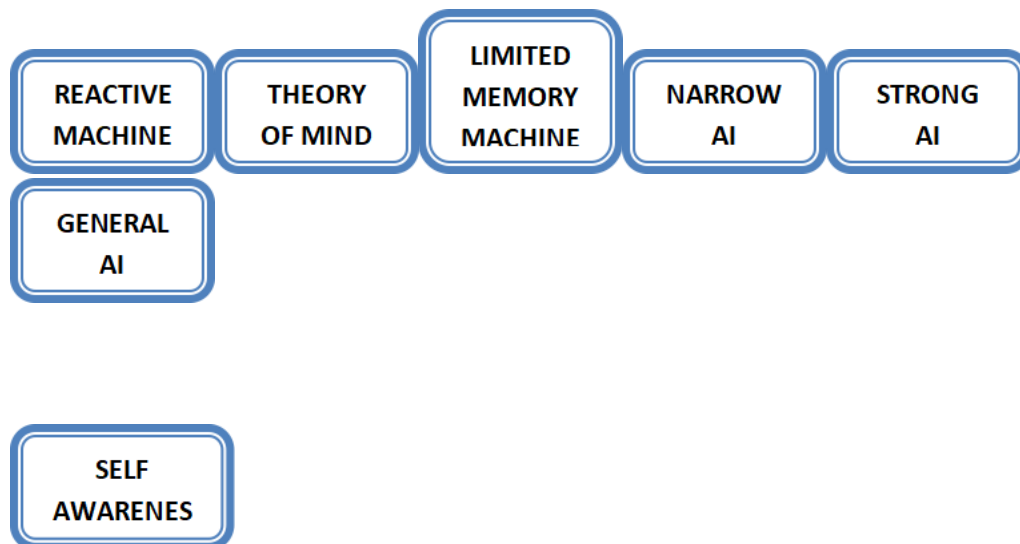 REACTIVE
MACHINE
THEORY
OF MIND
LIMITED
MEMORY
MACHINE
NARROW
AI
STRONG
AI
GENERAL
AI
SELF
AWARENES